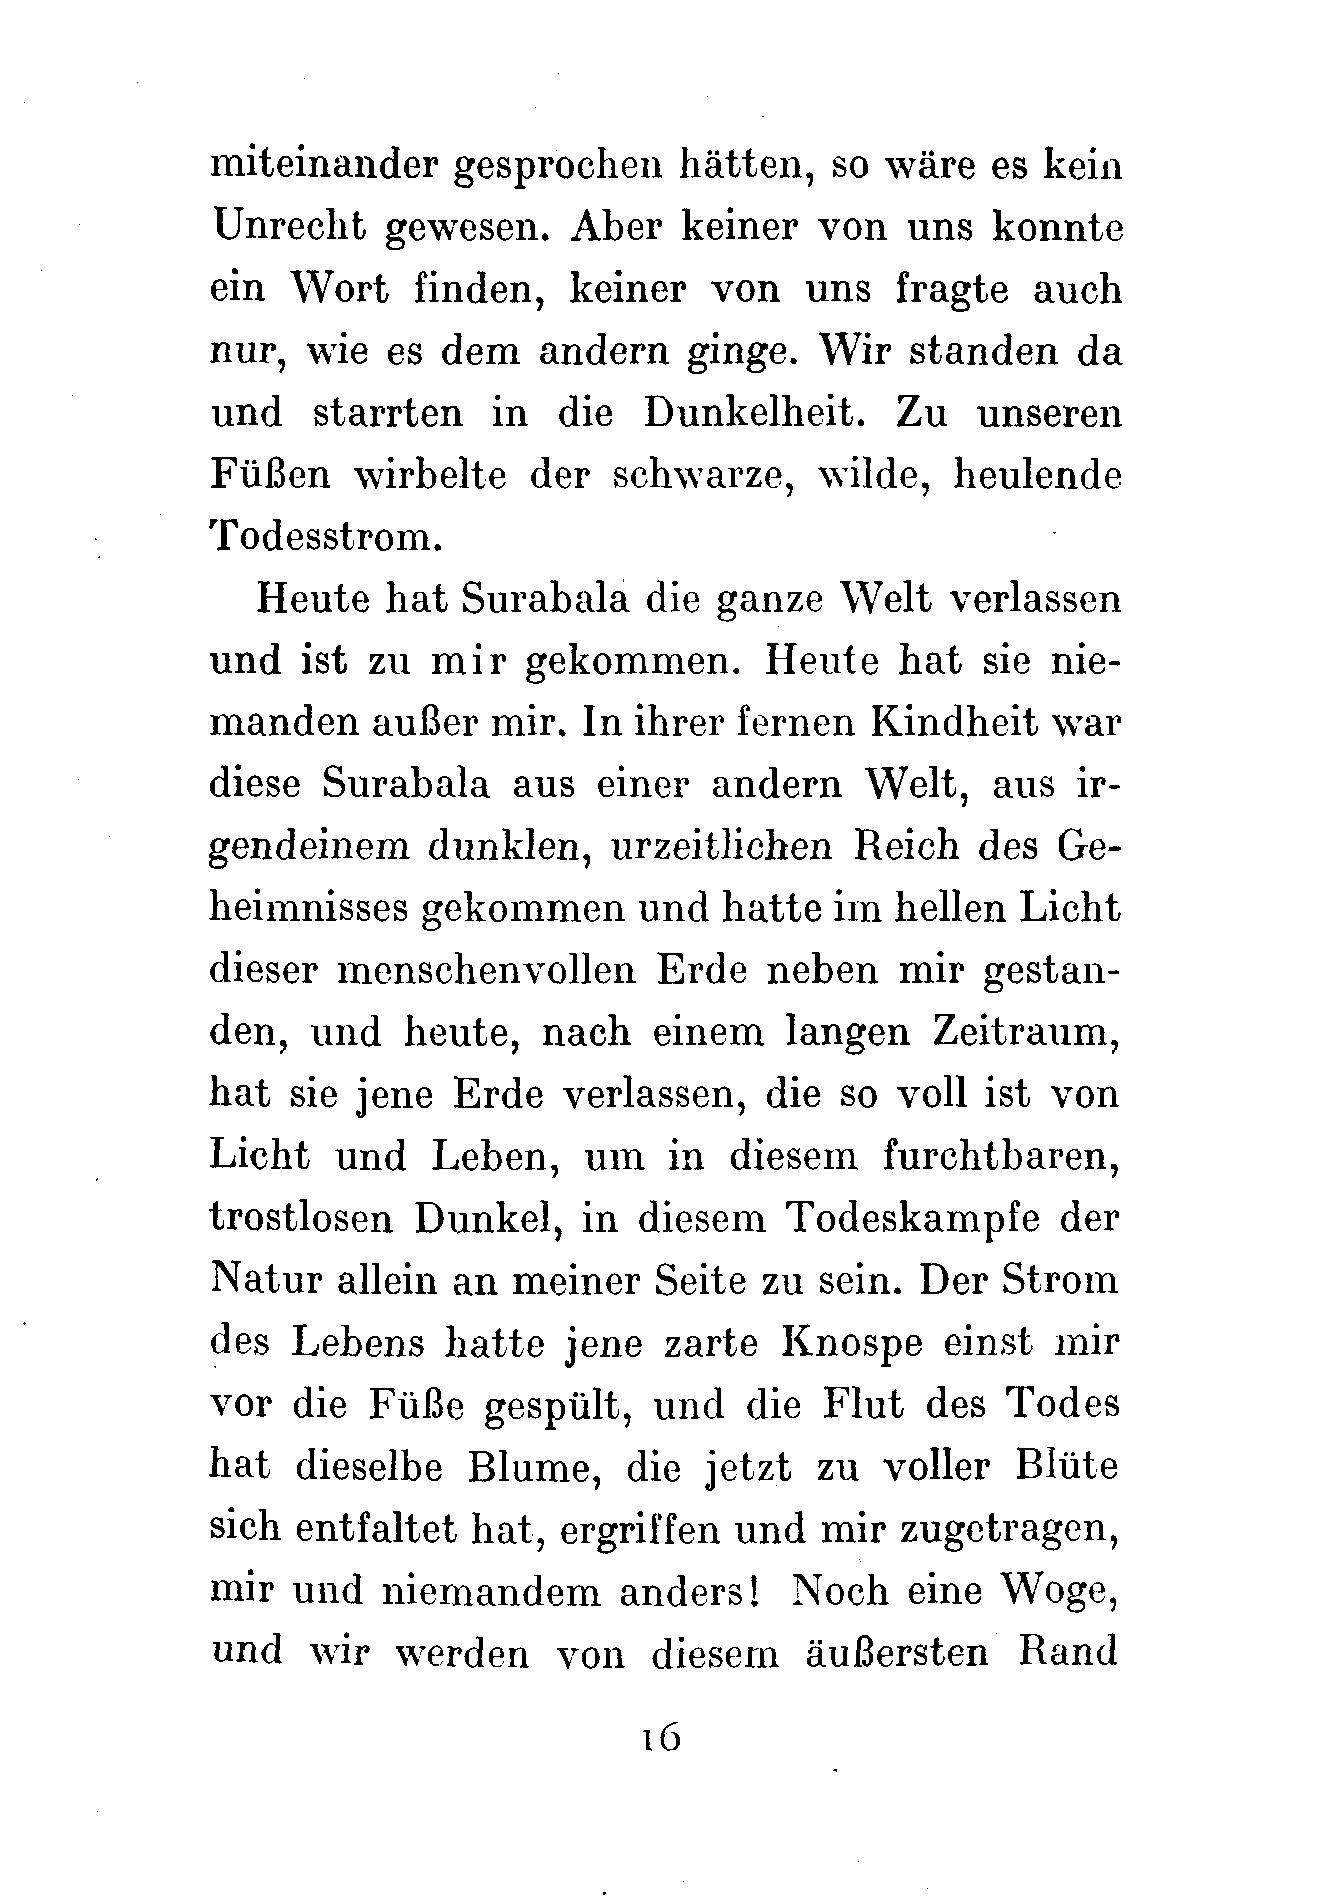 miteinander gesprochen hätten, so wäre es kein
Unrecht gewesen. Aber keiner von uns konnte
ein Wort finden, keiner von uns fragte auch
nur, wie es dem andern ginge. Wir standen da
und starrten in die Dunkelheit. Zu unseren
Füßen wirbelte der schwarze, wilde, heulende
Todesstrom.
Heute hat Surabala die ganze Welt verlassen
und ist zu mir gekommen. Heute hat sie nie-
manden außer mir. In ihrer fernen Kindheit war
diese Surabala aus einer andern Welt, aus ir-
gendeinem dunklen, urzeitlichen Reich des Ge-
heimnisses gekommen und hatte im hellen Licht
dieser menschenvollen Erde neben mir gestan-
den, und heute, nach einem langen Zeitraum,
hat sie jene Erde verlassen, die so voll ist von
Licht und Leben, um in diesem furchtbaren,
trostlosen Dunkel, in diesem Todeskampfe der
Natur allein an meiner Seite zu sein. Der Strom
des Lebens hatte jene zarte Knospe einst mir
vor die Füße gespült, und die Flut des Todes
hat dieselbe Blume, die jetzt zu voller Blüte
sich entfaltet hat, ergriffen und mir zugetragen,
mir und niemandem anders! Noch eine Woge,
und wir werden von diesem äußersten Rand
16